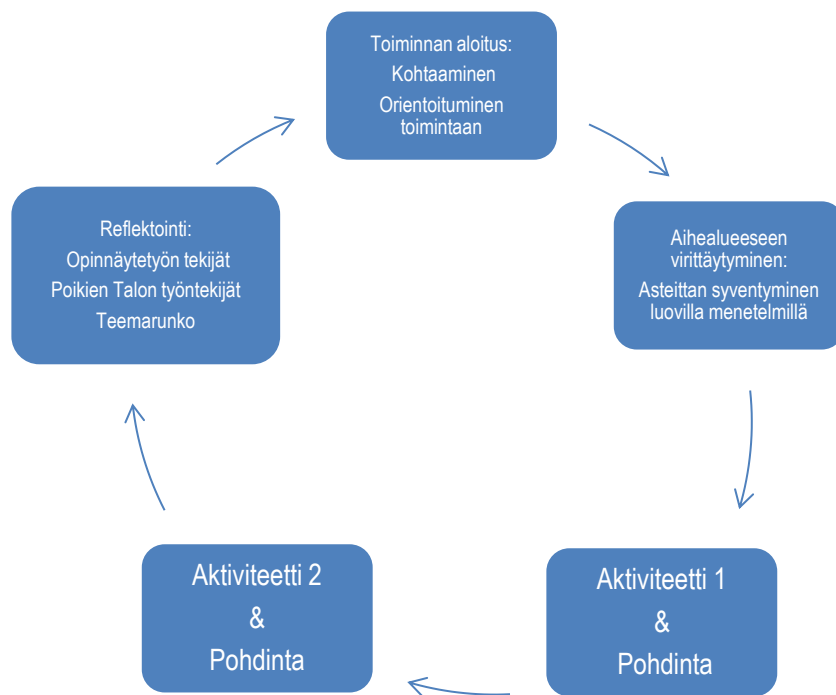 Toiminnan aloitus:
Kohtaaminen
Orientoituminen
toimintaan
Aihealueeseen
virittäytyminen:
Asteittan syventyminen
luovilla menetelmillä
Aktiviteetti 1
&
Pohdinta
Aktiviteetti 2
&
Pohdinta
Reflektointi:
Opinnäytetyön tekijät
Poikien Talon työntekijät
Teemarunko